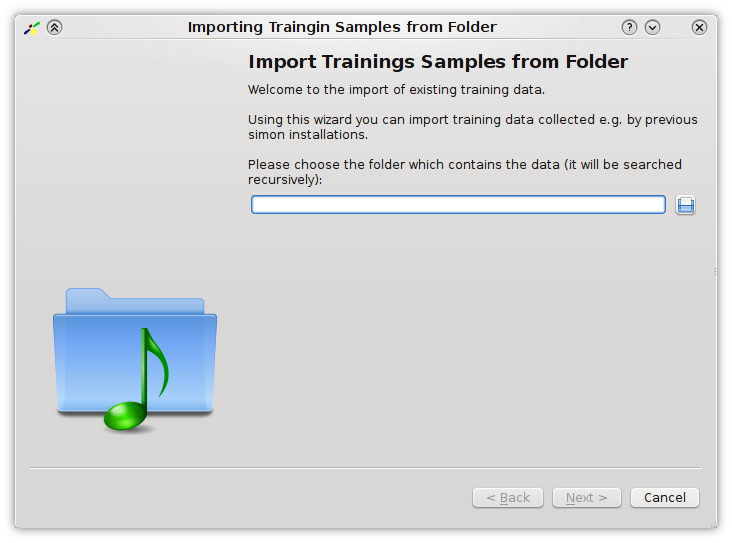 Importing Traingin Samples from Folder
Import Trainings Samples from Folder
Welcome to the import of existing training data.
Using this wizard you can import training data collected e.g. by previous
simon installations.
Please choose the folder which contains the data (it will be searched
recursively):
< Back
Next >
Cancel